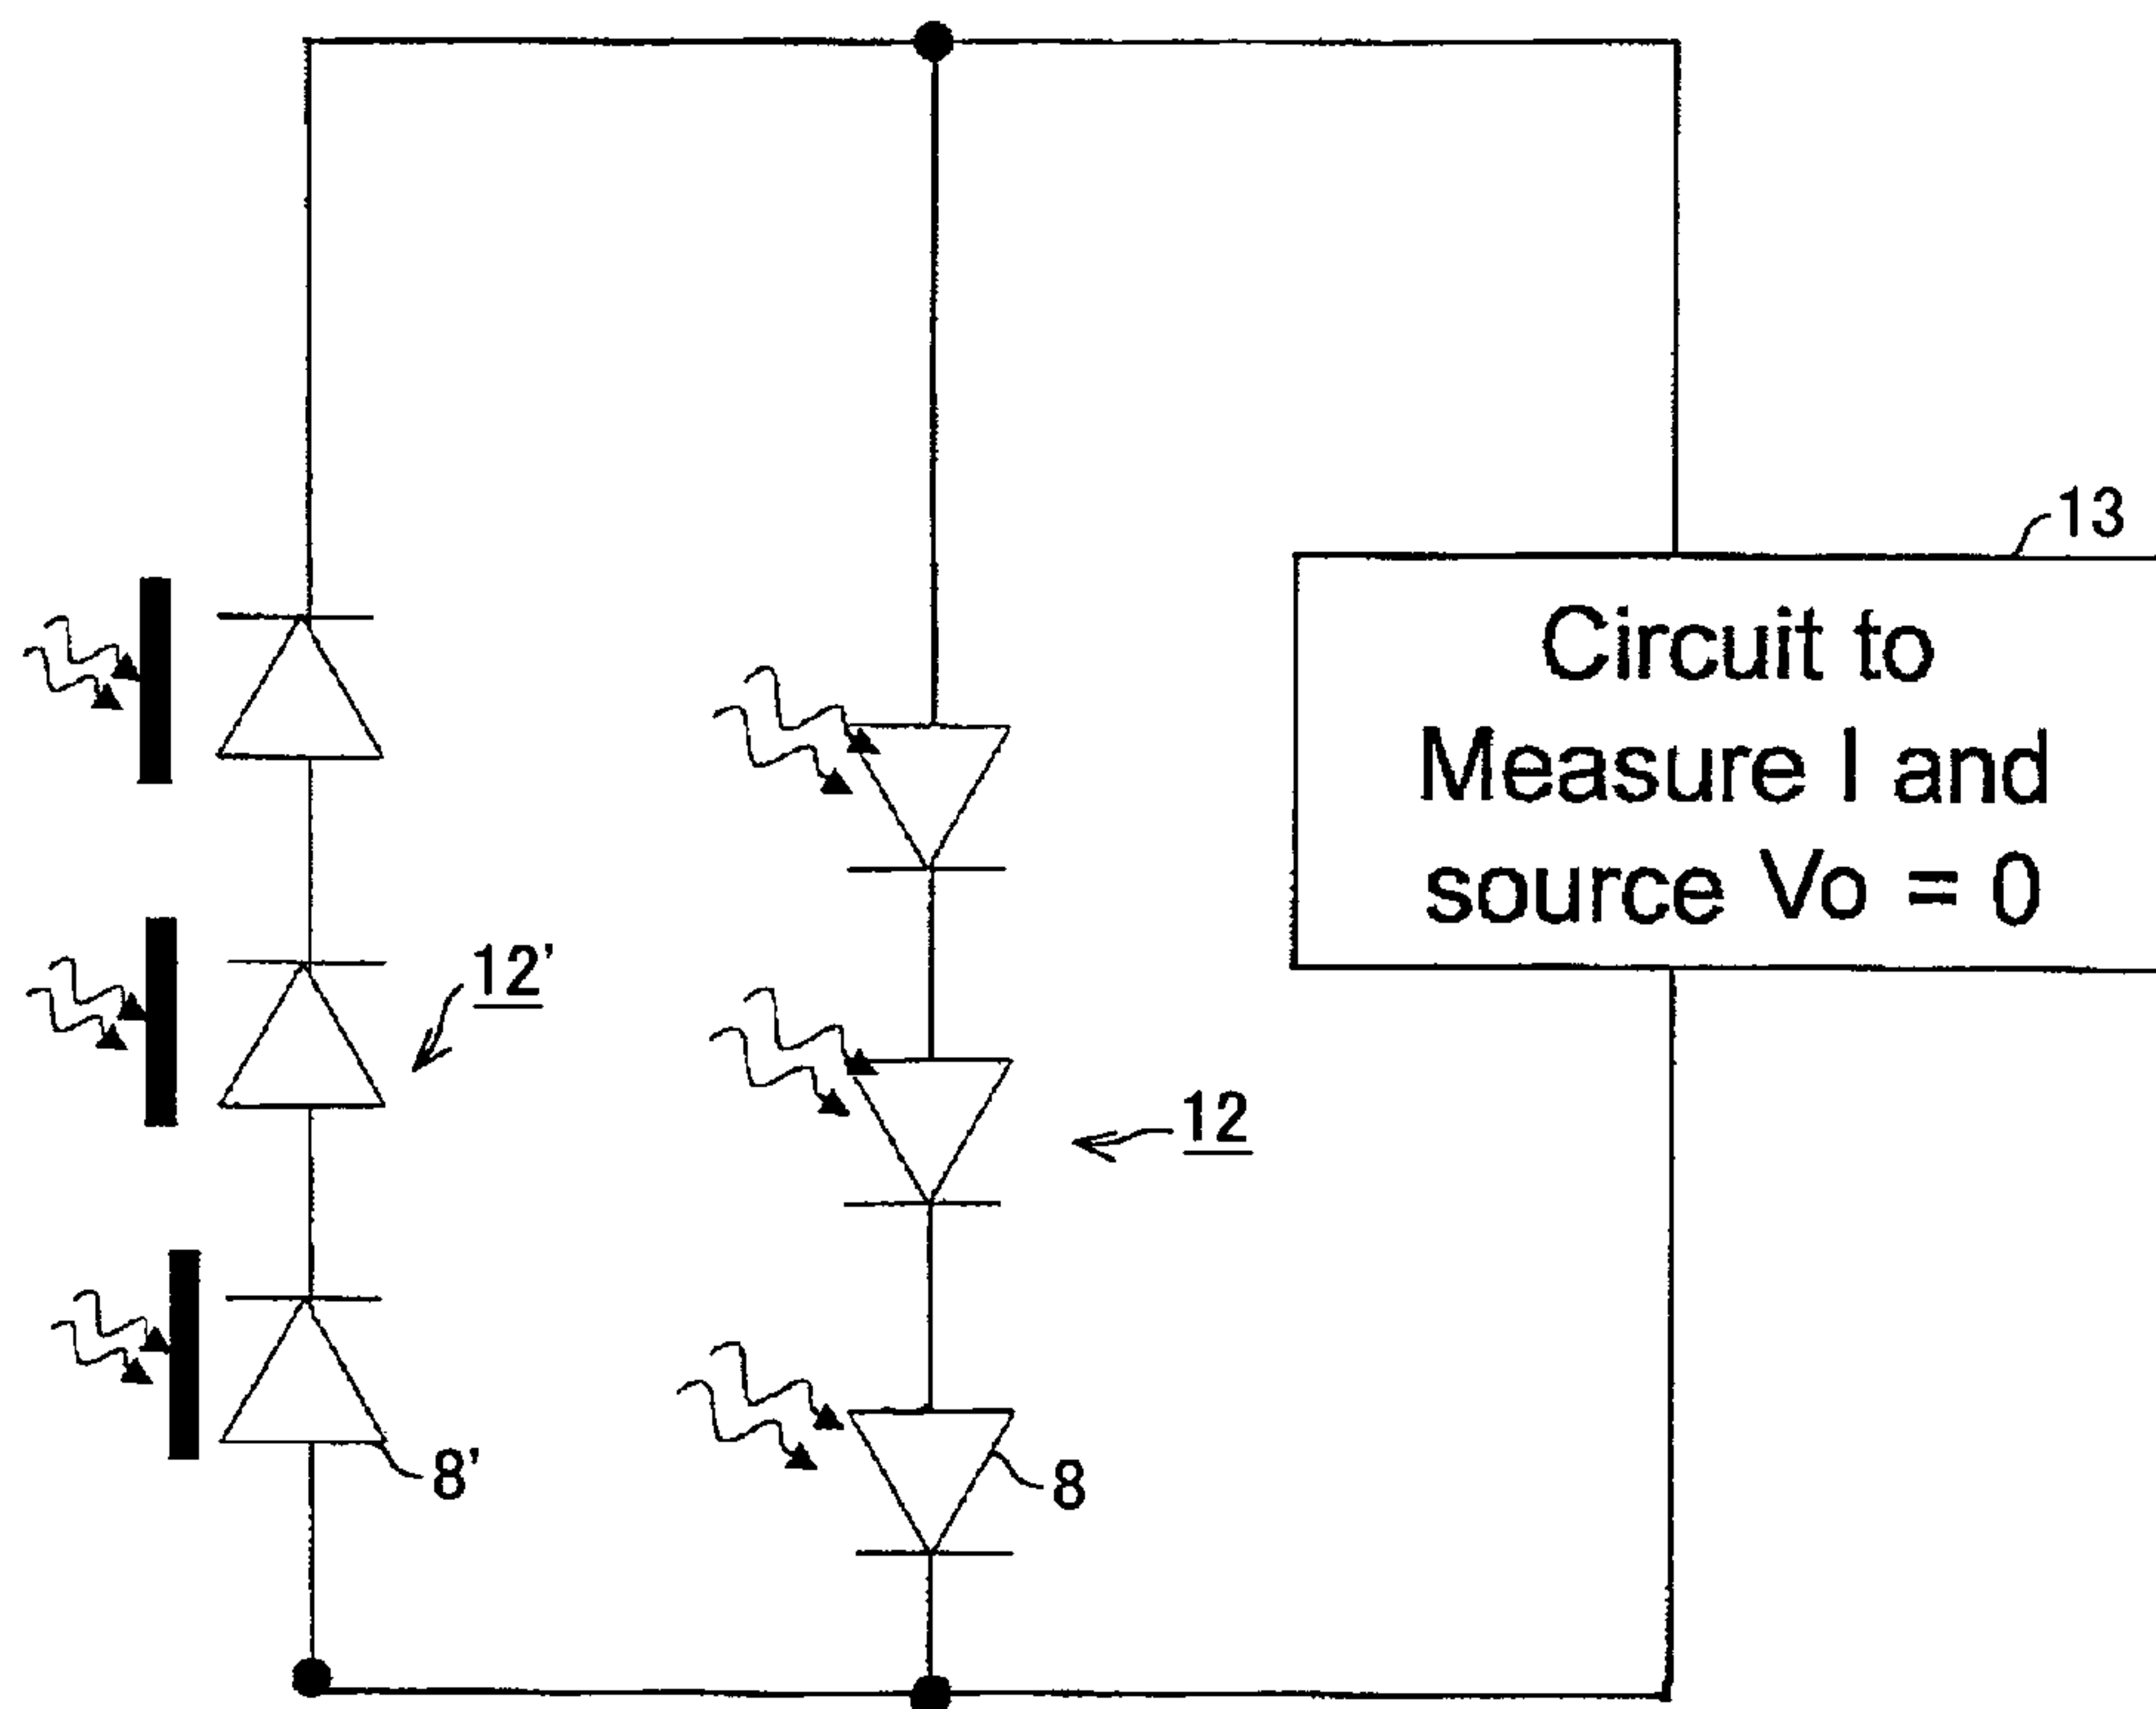 13
Circuit to
Measure I and
source Vo = 0
12'
12
8'
8